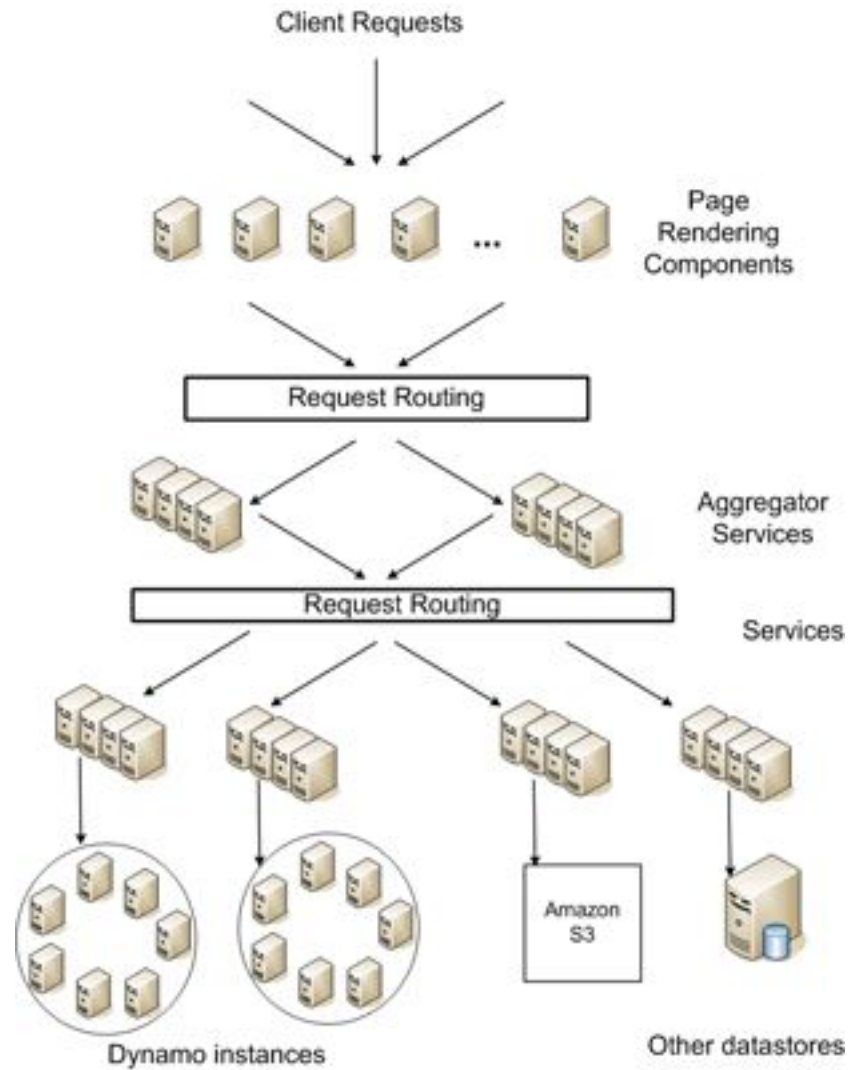 Client Requests
Page
Rendering
Components
...
Request Routing
Aggregator
Services
Request Routing
Services
Amazon
S3
Dynamo instances
Other datastores